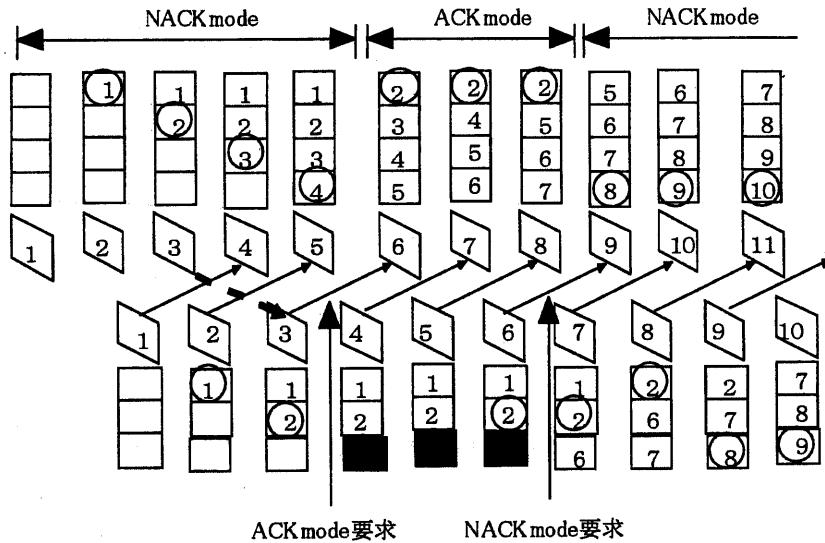 NACKmode ACKmode NACKmode
1 1 1 1 2 2 2 5 6 7
2 2 2 3 4 5 6 7 8
3 3 4 5 6 7 8 9
4 5 6 7 8 9 10
1 2 3 4 5 6 7 8 9 10 11
1 2 3 4 5 6 7 8 9 10
1 1 1 1 1 1 2 2 7
2 2 2 2 2 6 7 8
6 7 8 9
ACKmode要求 NACKmode要求